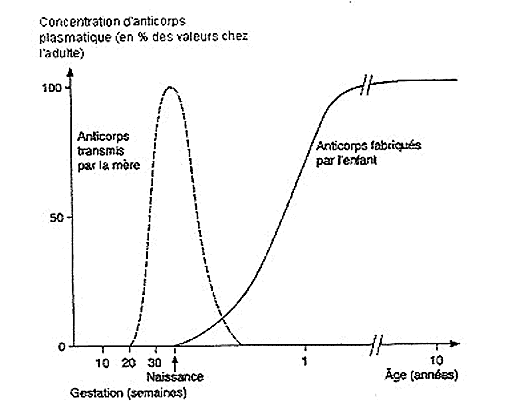 Concentration d'anticorps
plasmatique (en % des valeurs chez
l'adulte)
100
Anticorps
transmis
par la mère
Anticorps fabriqués
par l'enfant
50
0
10 20 30 1 10
Naissance Âge (années)
Gestation (semaines)